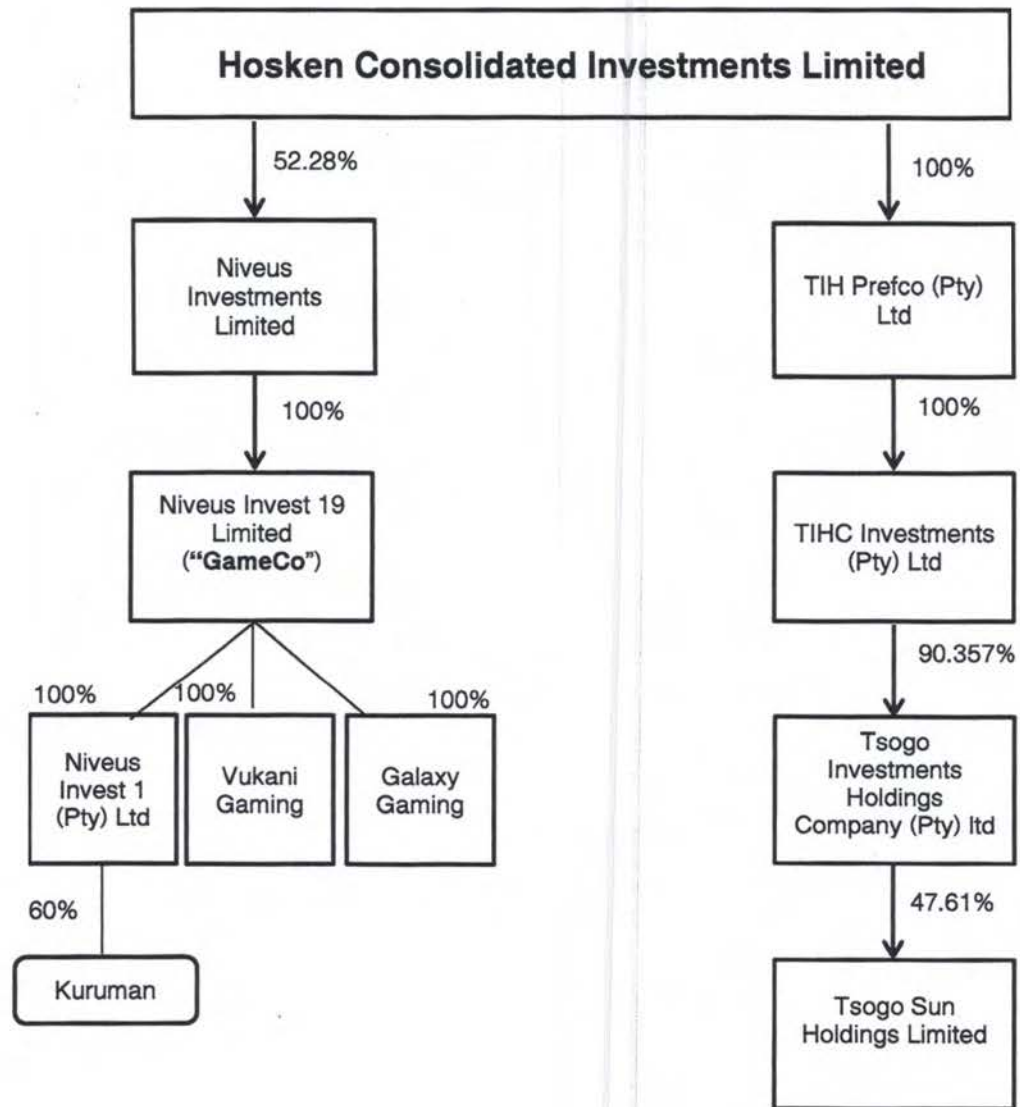 Hosken Consolidated Investments Limited
52.28%
100%
Niveus
Investments
Limited
TIH Prefco (Pty)
Ltd
100%
100%
Niveus Invest 19
Limited
("GameCo")
TIHC Investments
(Pty) Ltd
90.357%
100%
100%
100%
Niveus
Invest 1
(Pty) Ltd
Vukani
Gaming
Galaxy
Gaming
Tsogo
Investments
Holdings
Company (Pty) ltd
60%
47.61%
Kuruman
Tsogo Sun
Holdings Limited